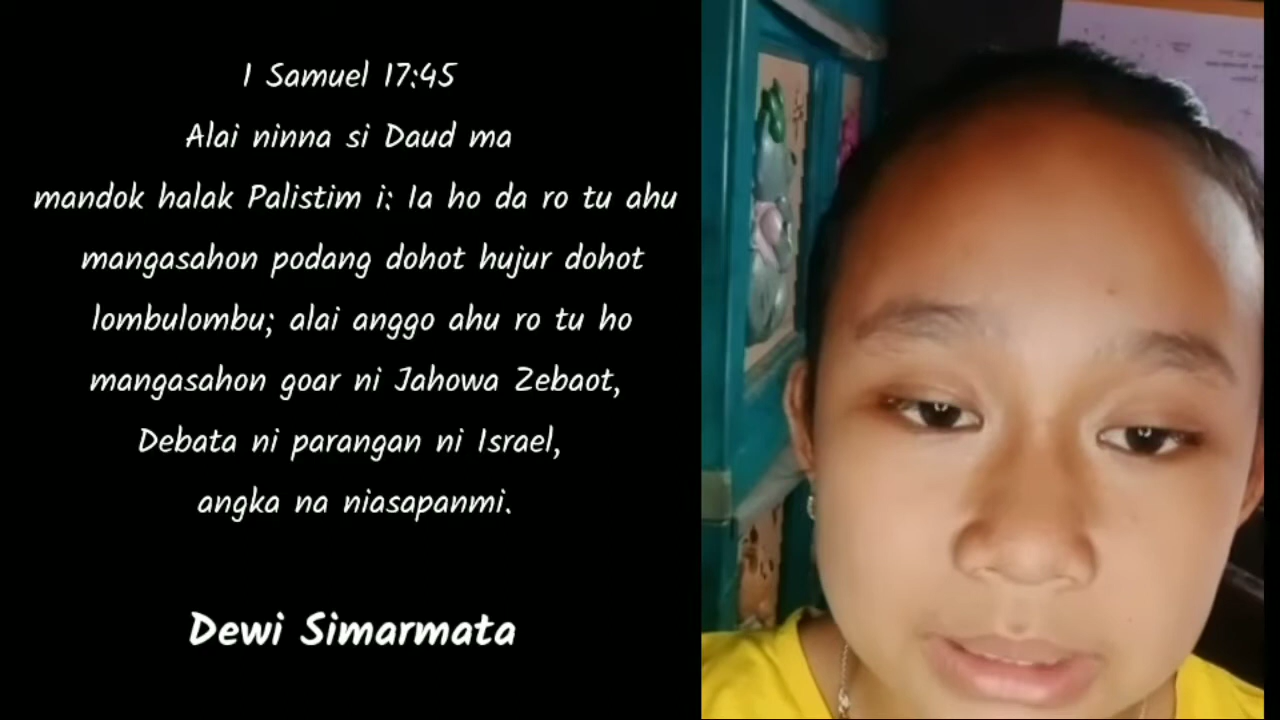 1 Samuel 17:45
Alai ninna si Daud ma
mandok halak Palistim i: Ia ho da ro tu ahu
mangasahon podang dohot hujur dohot
lombulombu; alai anggo ahu ro tu ho
mangasahon goar ni Jahowa Zebaot,
Debata ni parangan ni Israel,
angka na niasapanmi.
Dewi Simarmata